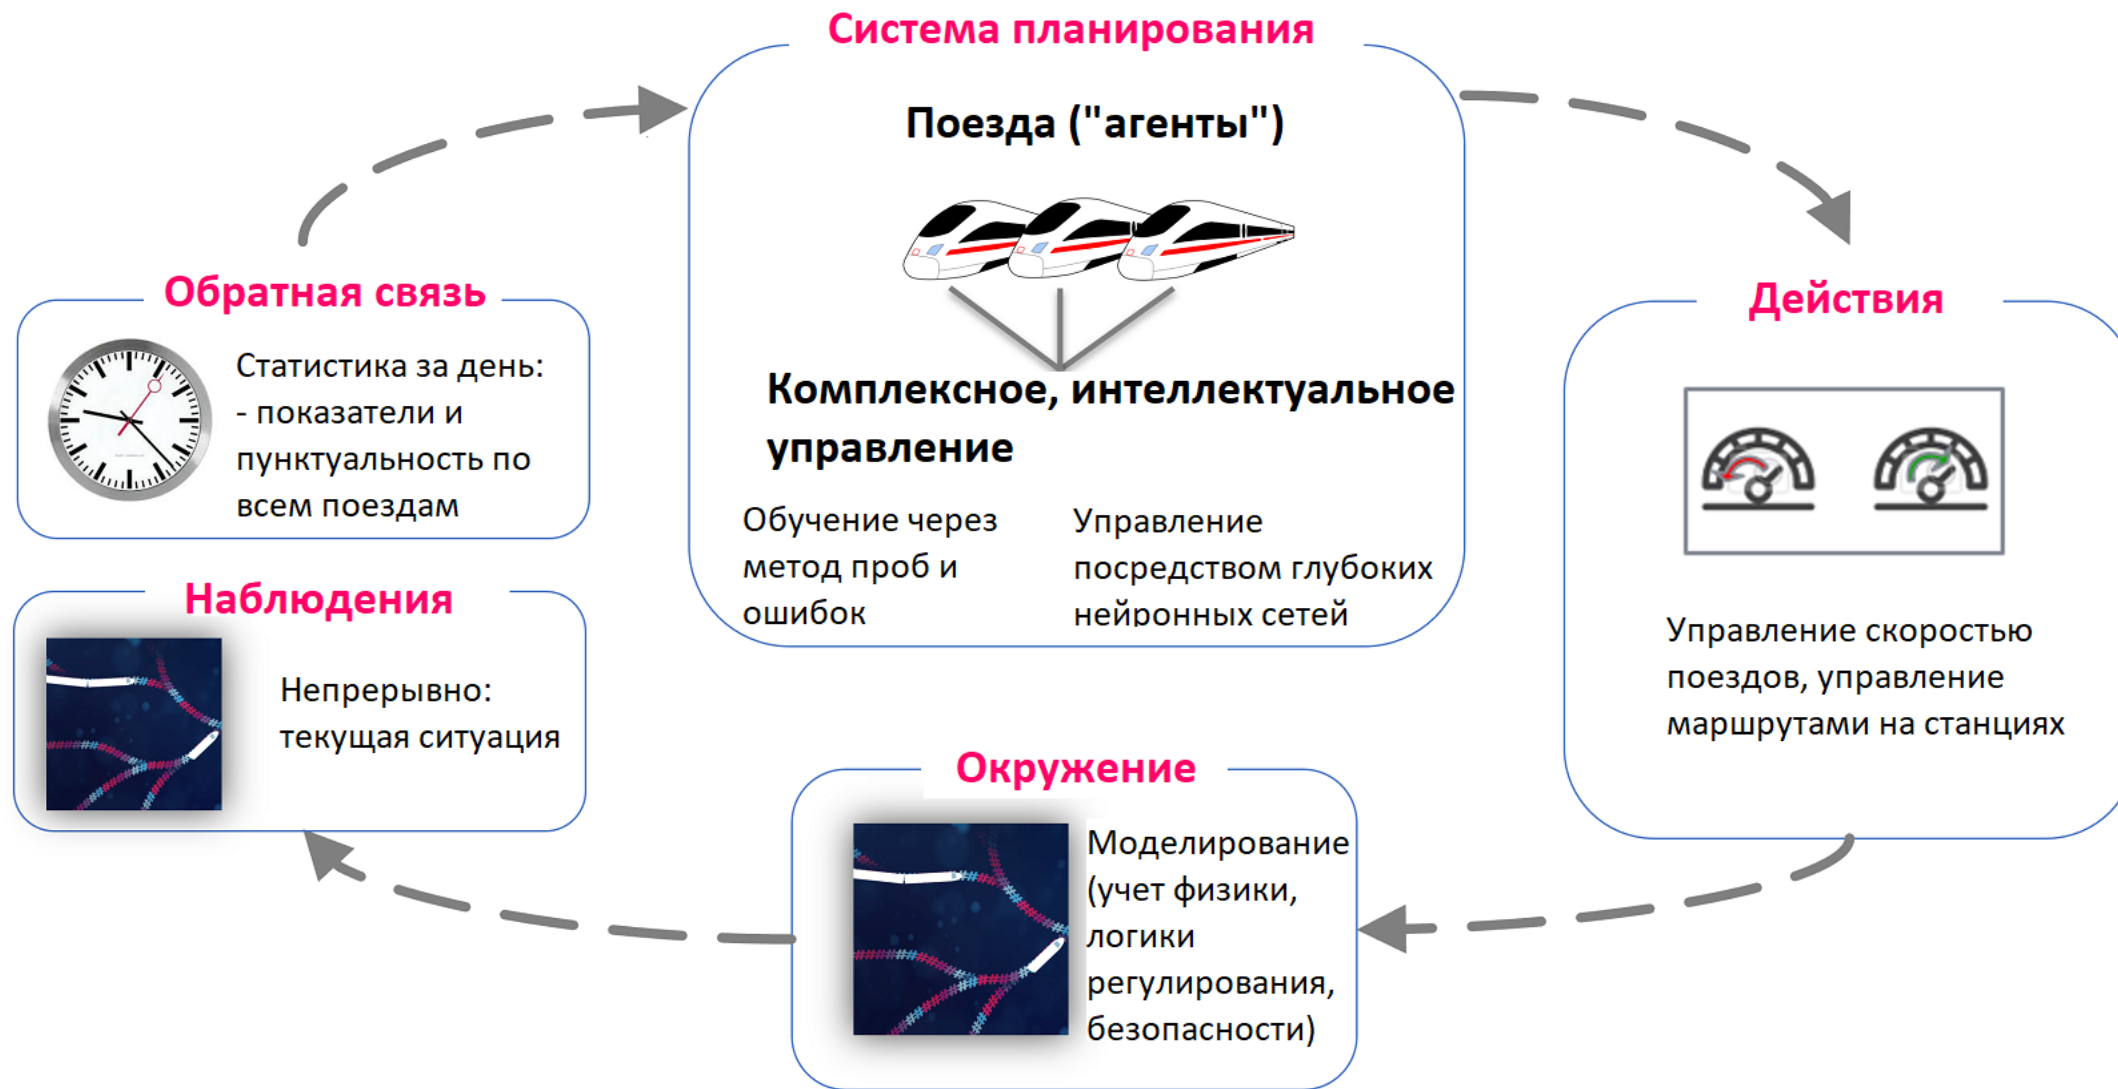 Система планирования
Поезда ("агенты")
Комплексное, интеллектуальное
управление
Обучение через
метод проб и
ошибок
Управление
посредством глубоких
нейронных сетей
Действия
Управление скоростью
поездов, управление
маршрутами на станциях
Окружение
Моделирование
(учет физики,
логики
регулирования,
безопасности)
Наблюдения
Непрерывно:
текущая ситуация
Обратная связь
Статистика за день:
- показатели и
пунктуальность по
всем поездам